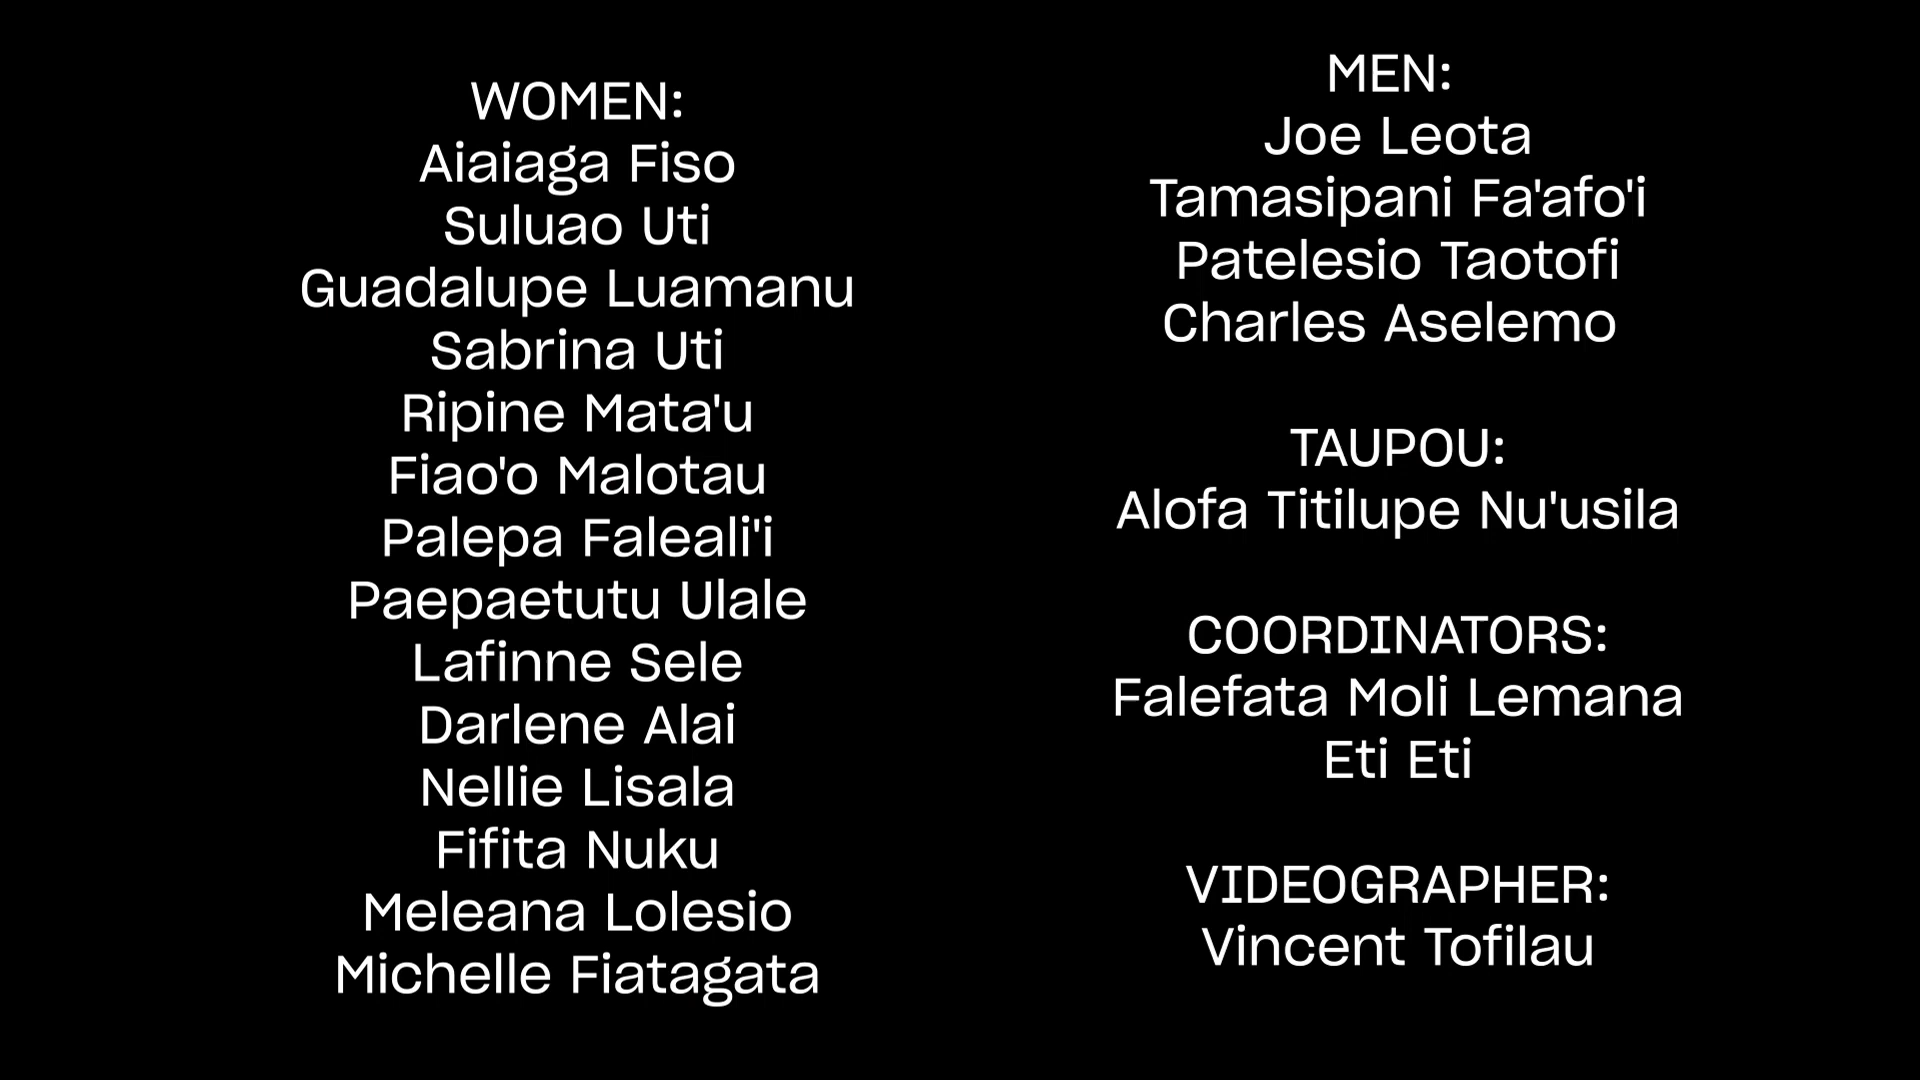 WOMEN:
Aiaiaga Fiso
Suluao Uti
Guadalupe Luamanu
Sabrina Uti
Ripine Mata'u
Fiao'o Malotau
Palepa Faleali'i
Paepaetutu Ulale
Lafinne Sele
Darlene Alai
Nellie Lisala
Fifita Nuku
Meleana Lolesio
Michelle Fiatagata
MEN:
Joe Leota
Tamasipani Fa'afo'i
Patelesio Taotofi
Charles Aselemo
TAUPOU:
Alofa Titilupe Nu'usila
COORDINATORS:
Falefata Moli Lemana
Eti Eti
VIDEOGRAPHER:
Vincent Tofilau